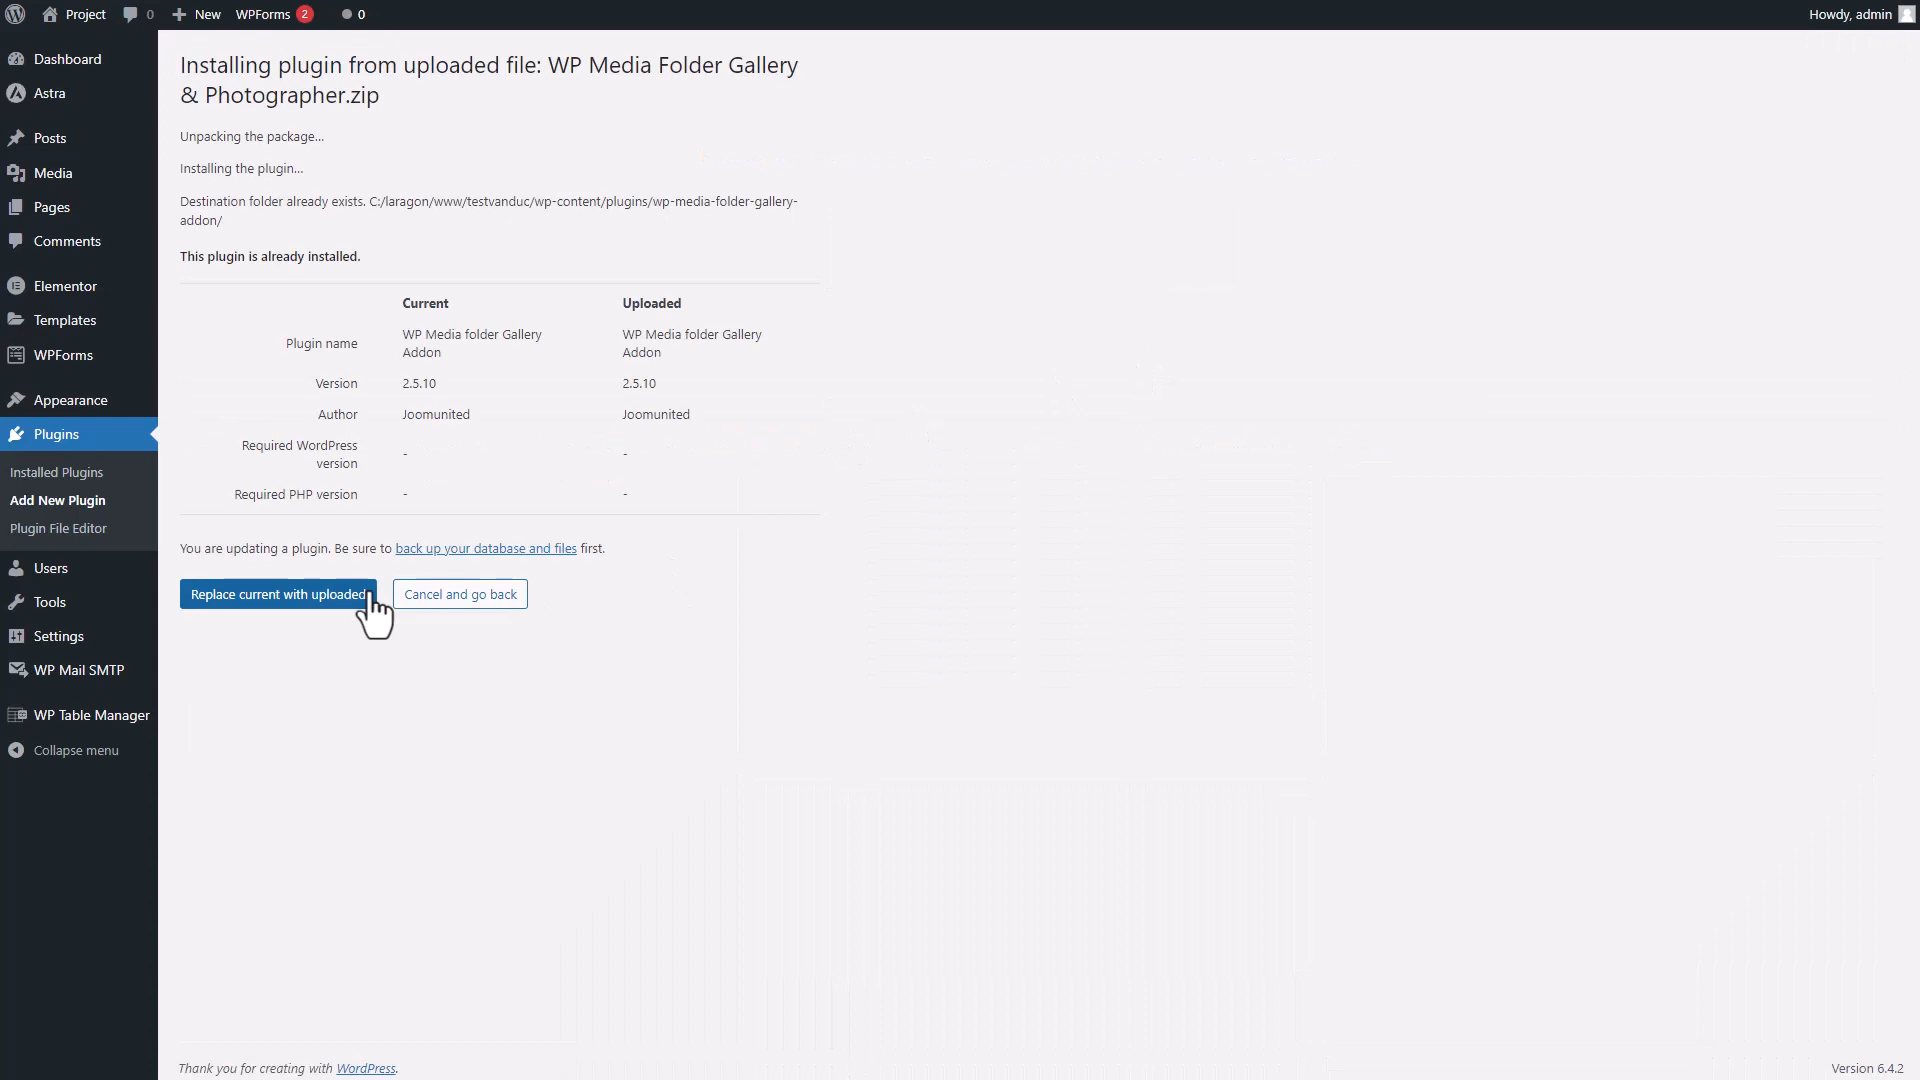 Project 0 New WPForms 2 0 Howdy, admin
Dashboard
Astra
Posts
Media
Pages
Comments
Elementor
Templates
WPForms
Appearance
Plugins
Installed Plugins
Add New Plugin
Plugin File Editor
Users
Tools
Settings
WP Mail SMTP
WP Table Manager
Collapse menu
Installing plugin from uploaded file: WP Media Folder Gallery
& Photographer.zip
Unpacking the package...
Installing the plugin...
Destination folder already exists. C:/laragon/www/testvanduc/wp-content/plugins/wp-media-folder-gallery-
addon/
This plugin is already installed.
Current Uploaded
Plugin name WP Media folder Gallery Addon WP Media folder Gallery Addon
Version 2.5.10 2.5.10
Author Joomunited Joomunited
Required WordPress version - -
Required PHP version - -
You are updating a plugin. Be sure to back up your database and files first.
Replace current with uploaded Cancel and go back
Thank you for creating with WordPress. Version 6.4.2